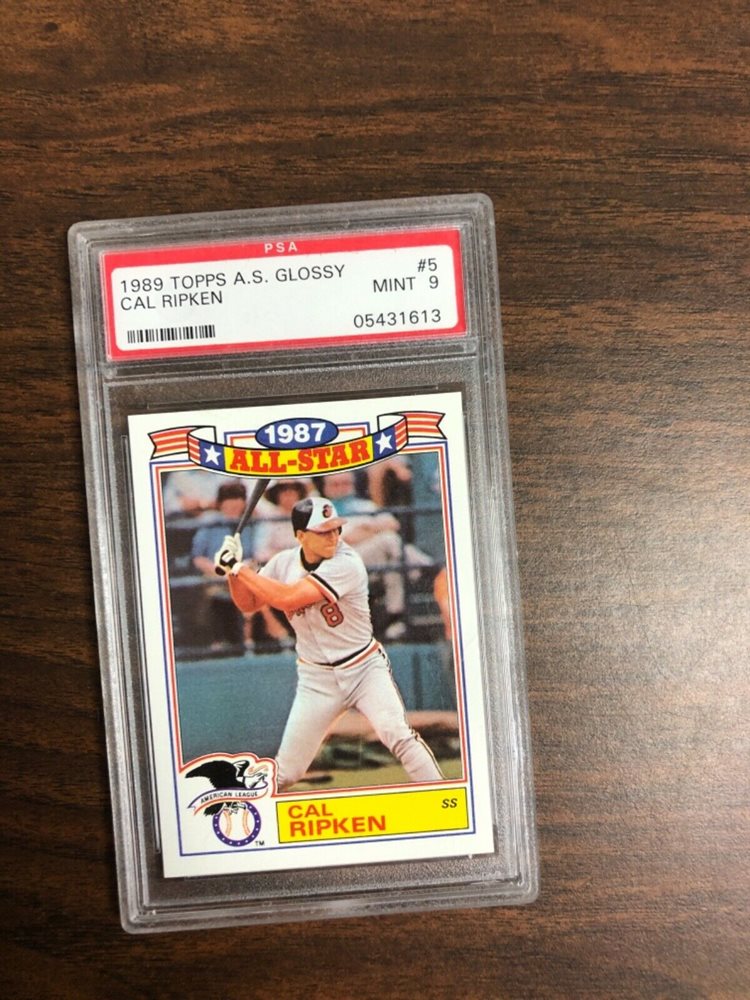 PSA
1989 TOPPS A.S. GLOSSY #5
CAL RIPKEN MINT 9
05431613
1987
ALL-STAR
8
AMERICAN LEAGUE
TM
CAL SS
RIPKEN